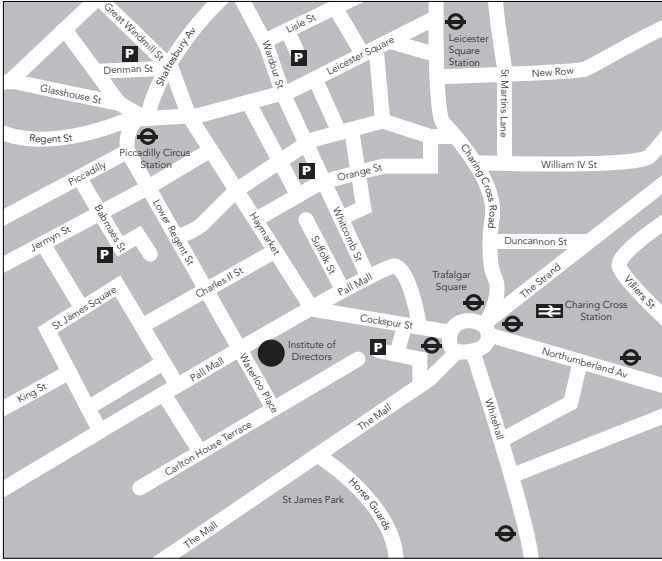 Great Windmill St
Shaftesbury Av
Lisle St
Wardour St
P
P
Leicester Square
Leicester
Square
Station
Denman St
New Row
Glasshouse St
St Martins Lane
Regent St
Piccadilly Circus
Station
Charing Cross Road
William IV St
Piccadilly
P
Orange St
Babmaes St
Lower Regent St
Haymarket
Whitcomb St
Suffolk St
Jermyn St
P
Duncannon St
Charles II St
Pall Mall
Trafalgar
Square
The Strand
Villiers St
St James Square
Cockspur St
Charing Cross
Station
Institute of
Directors
P
Northumberland Av
Pall Mall
Waterloo Place
King St
The Mall
Whitehall
Carlton House Terrace
St James Park
Horse Guards
The Mall